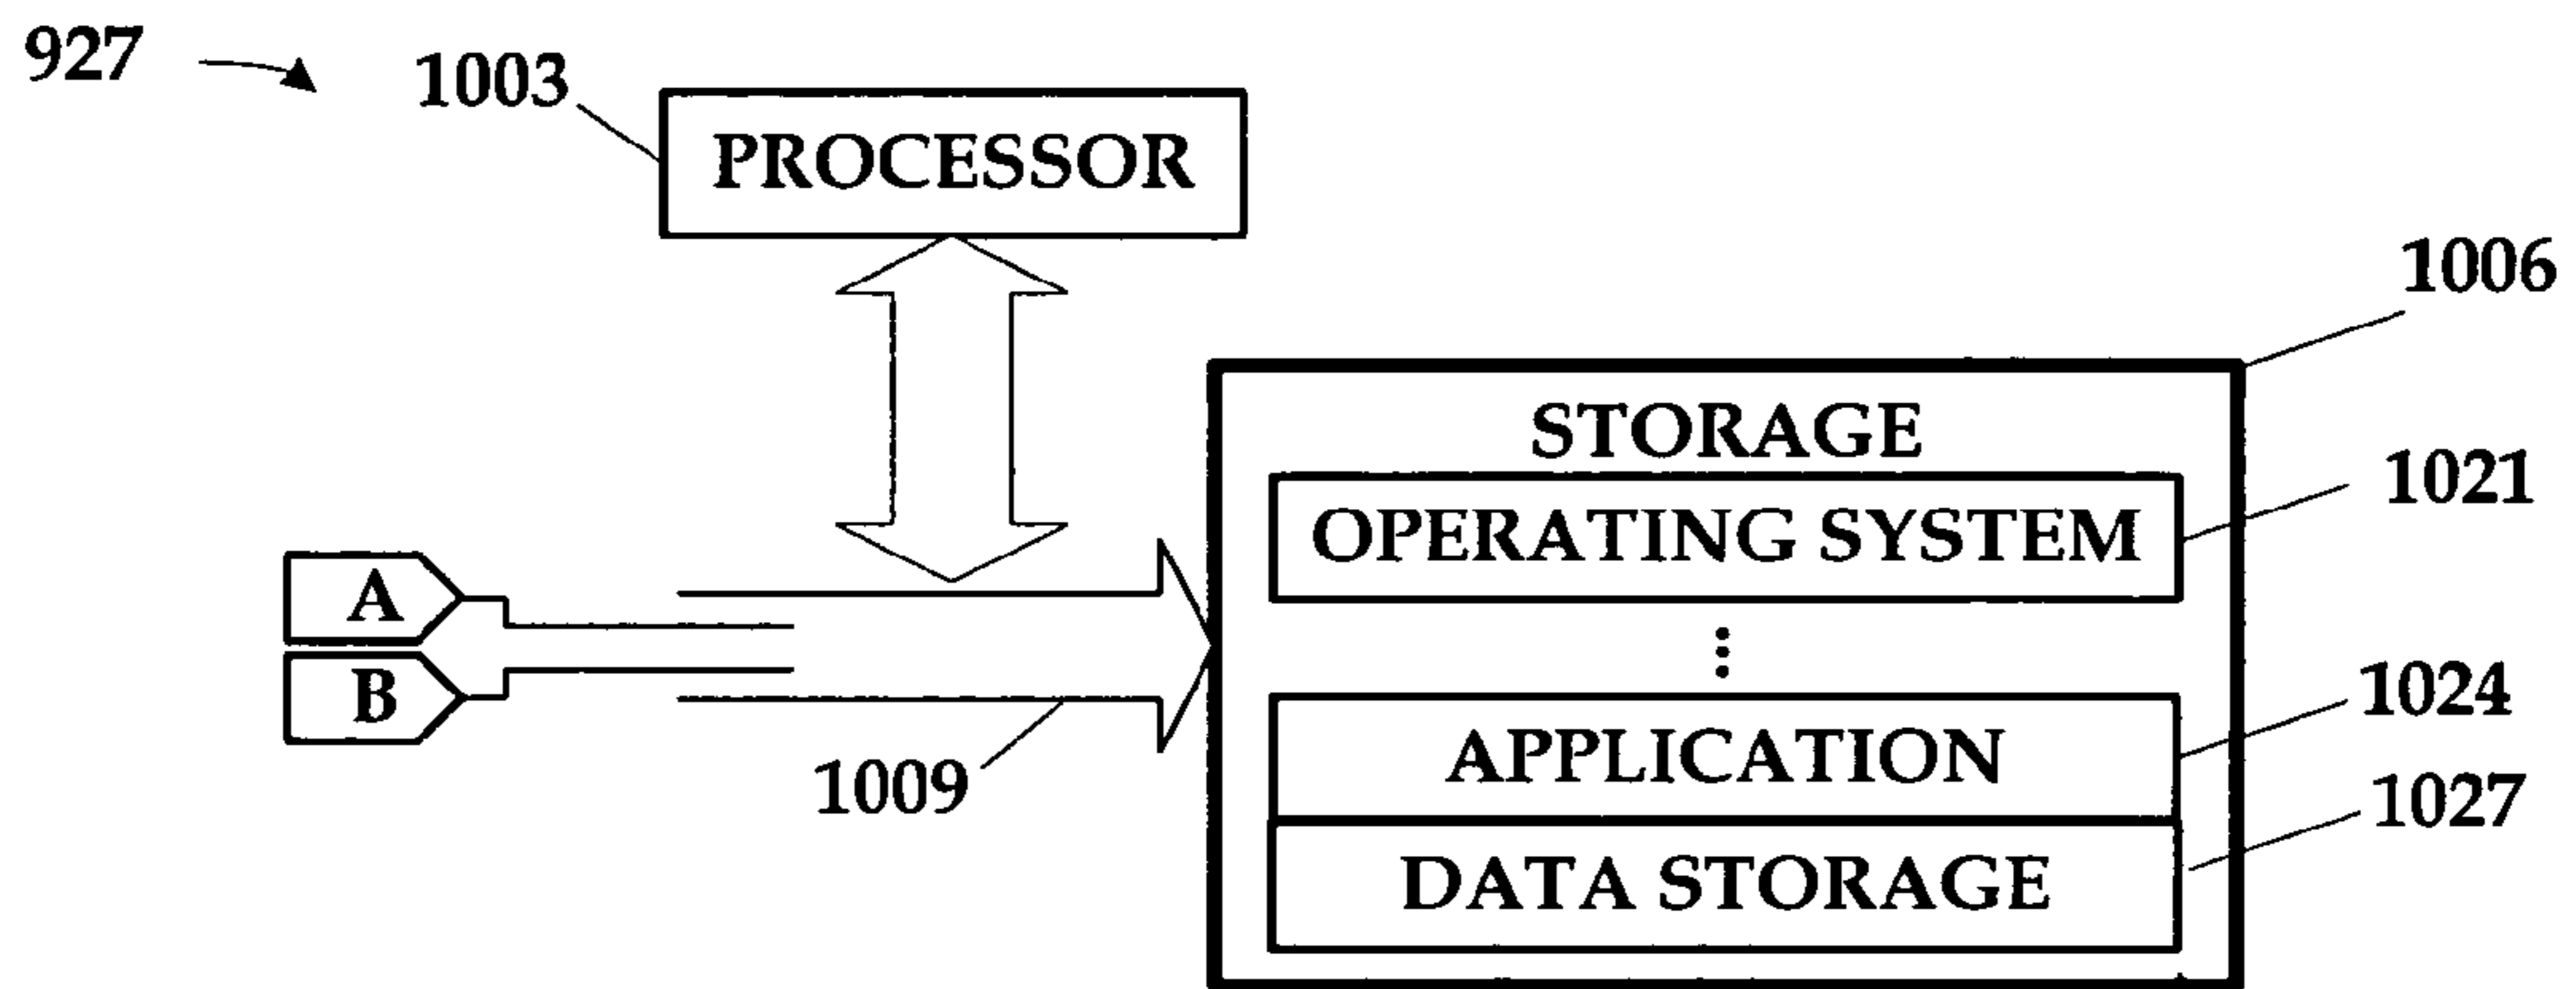 927
1003
PROCESSOR
1006
STORAGE
OPERATING SYSTEM
1021
A
B
1009
APPLICATION
1024
DATA STORAGE
1027